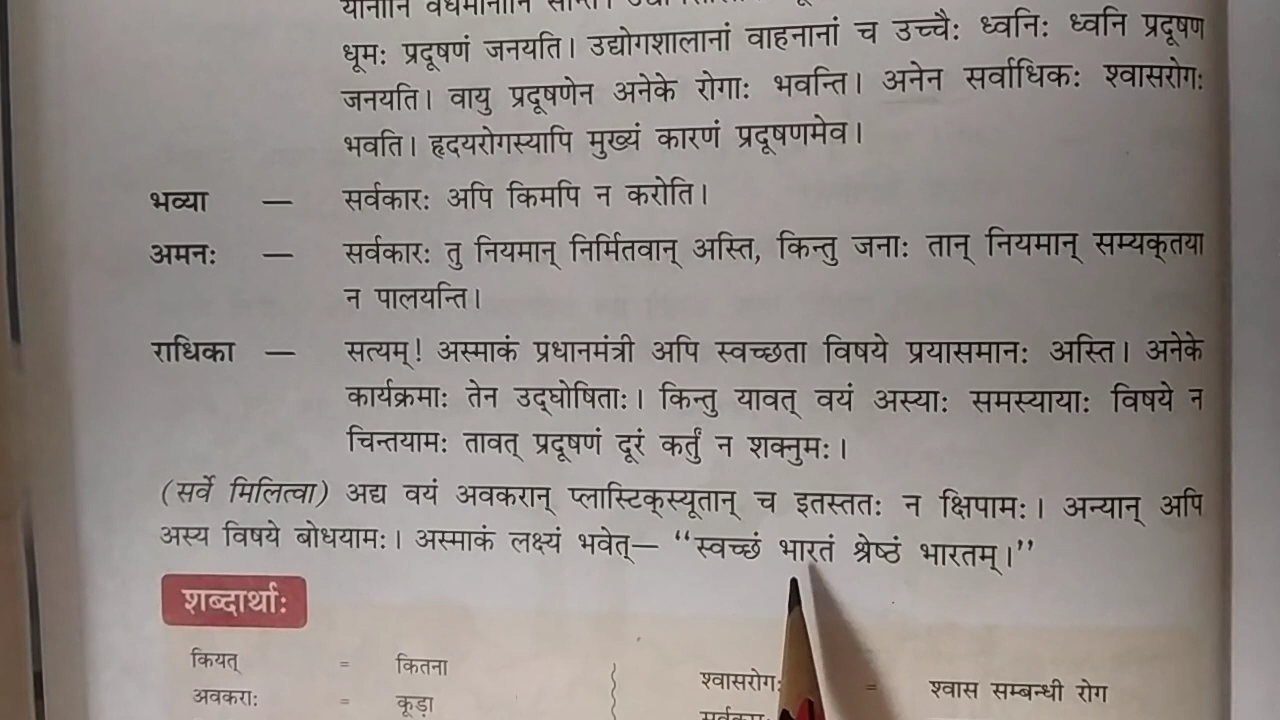 धूमः प्रदूषणं जनयति। उद्योगशालानां वाहनानां च उच्चैः ध्वनिः ध्वनि प्रदूषण
जनयति। वायु प्रदूषणेन अनेके रोगाः भवन्ति। अनेन सर्वाधिकः श्वासरोगः
भवति। हृदयरोगस्यापि मुख्यं कारणं प्रदूषणमेव।
भव्या — सर्वकारः अपि किमपि न करोति।
अमनः — सर्वकारः तु नियमान् निर्मितवान् अस्ति, किन्तु जनाः तान् नियमान् सम्यक्तया
न पालयन्ति।
राधिका — सत्यम्! अस्माकं प्रधानमंत्री अपि स्वच्छता विषये प्रयासमानः अस्ति। अनेके
कार्यक्रमाः तेन उद्घोषिताः। किन्तु यावत् वयं अस्याः समस्यायाः विषये न
चिन्तयामः तावत् प्रदूषणं दूरं कर्तुं न शक्नुमः।
(सर्वे मिलित्वा) अद्य वयं अवकरान् प्लास्टिक्स्यूतान् च इतस्ततः न क्षिपामः। अन्यान् अपि
अस्य विषये बोधयामः। अस्माकं लक्ष्यं भवेत्— “स्वच्छं भारतं श्रेष्ठं भारतम्।”
शब्दार्थाः
कियत् = कितना
अवकराः = कूड़ा
श्वासरोगः = श्वास सम्बन्धी रोग